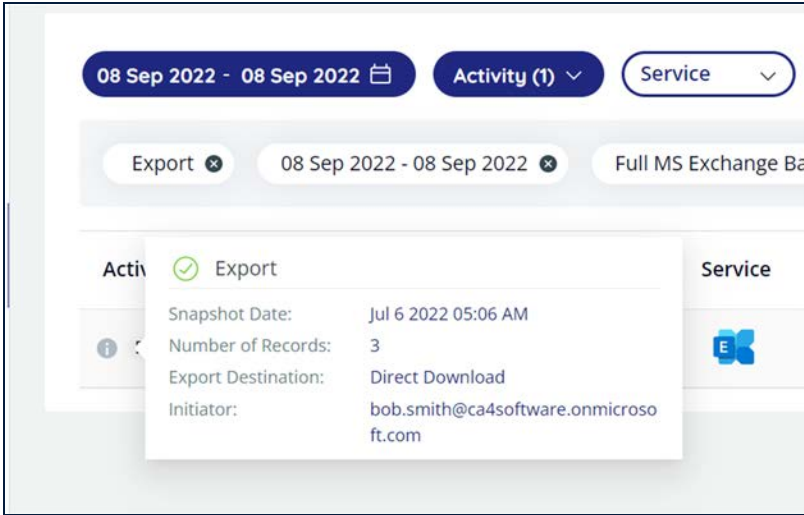 08 Sep 2022 - 08 Sep 2022 Activity (1) Service
Export 08 Sep 2022 - 08 Sep 2022 Full MS Exchange Ba
Activ Export Service
Snapshot Date: Jul 6 2022 05:06 AM
Number of Records: 3
Export Destination: Direct Download
Initiator: bob.smith@ca4software.onmicroso
ft.com